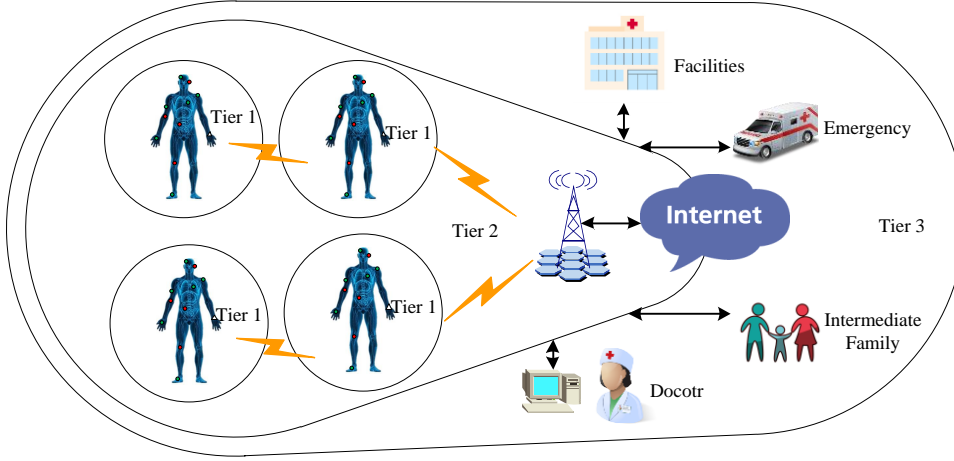 Facilities
Tier 1
Tier 1
Emergency
Internet
Tier 2
Tier 3
Tier 1
Tier 1
Intermediate
Family
Docotr